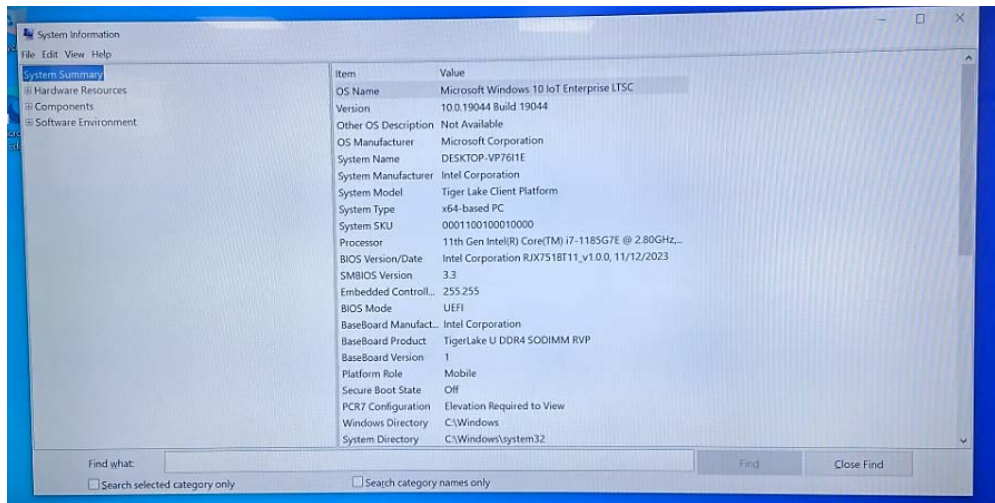 System Information
File Edit View Help
System Summary
Hardware Resources
Components
Software Environment
Item Value
OS Name Microsoft Windows 10 IoT Enterprise LTSC
Version 10.0.19044 Build 19044
Other OS Description Not Available
OS Manufacturer Microsoft Corporation
System Name DESKTOP-VP76I1E
System Manufacturer Intel Corporation
System Model Tiger Lake Client Platform
System Type x64-based PC
System SKU 0001100100010000
Processor 11th Gen Intel(R) Core(TM) i7-1185G7E @ 2.80GHz,...
BIOS Version/Date Intel Corporation RJX751BT11_v1.0.0, 11/12/2023
SMBIOS Version 3.3
Embedded Controll... 255.255
BIOS Mode UEFI
BaseBoard Manufact... Intel Corporation
BaseBoard Product TigerLake U DDR4 SODIMM RVP
BaseBoard Version 1
Platform Role Mobile
Secure Boot State Off
PCR7 Configuration Elevation Required to View
Windows Directory C:\Windows
System Directory C:\Windows\system32
Find what: Find Close Find
Search selected category only Search category names only